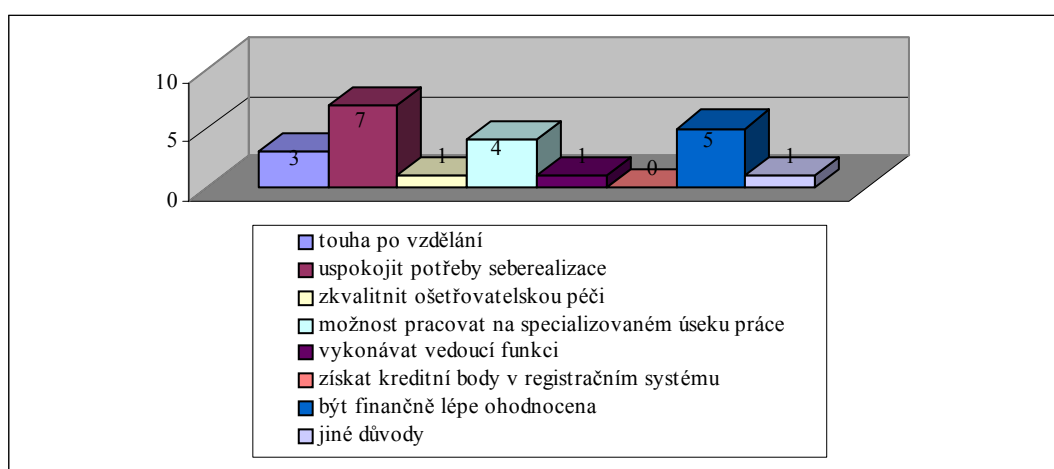 10
5
0
3
7
1
4
1
0
5
1
touha po vzdělání
uspokojit potřeby seberealizace
zkvalitnit ošetřovatelskou péči
možnost pracovat na specializovaném úseku práce
vykonávat vedoucí funkci
získat kreditní body v registračním systému
být finančně lépe ohodnocena
jiné důvody